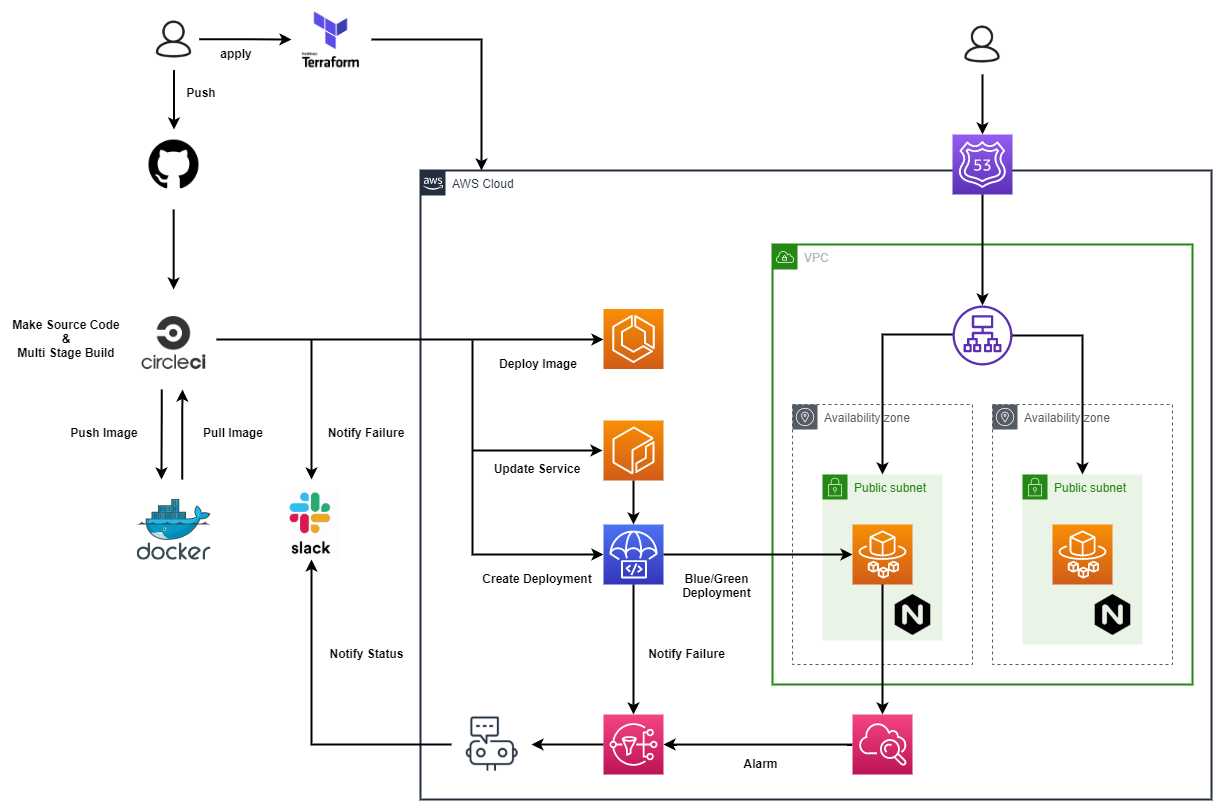 apply
HashiCorp
Terraform
Push
53
aws
AWS Cloud
VPC
Make Source Code
&
Multi Stage Build
circleci
Deploy Image
Availability zone
Availability zone
Push Image
Pull Image
Notify Failure
Update Service
Public subnet
Public subnet
docker
slack
</>
Create Deployment
Blue/Green
Deployment
N
N
Notify Status
Notify Failure
Alarm